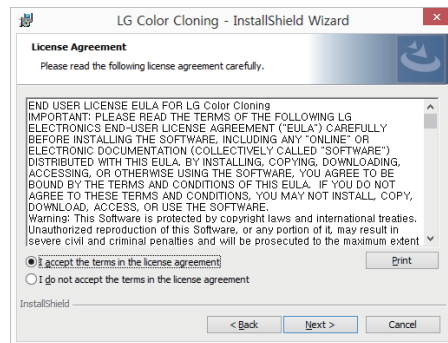 LG Color Cloning - InstallShield Wizard
License Agreement
Please read the following license agreement carefully.
END USER LICENSE EULA FOR LG Color Cloning
IMPORTANT: PLEASE READ THE TERMS OF THE FOLLOWING LG
ELECTRONICS END-USER LICENSE AGREEMENT ("EULA") CAREFULLY
BEFORE INSTALLING THE SOFTWARE, INCLUDING ANY "ONLINE" OR
ELECTRONIC DOCUMENTATION (COLLECTIVELY CALLED "SOFTWARE")
DISTRIBUTED WITH THIS EULA. BY INSTALLING, COPYING, DOWNLOADING,
ACCESSING, OR OTHERWISE USING THE SOFTWARE, YOU AGREE TO BE
BOUND BY THE TERMS AND CONDITIONS OF THIS EULA. IF YOU DO NOT
AGREE TO THESE TERMS AND CONDITIONS, YOU MAY NOT INSTALL, COPY,
DOWNLOAD, ACCESS, OR USE THE SOFTWARE.
Warning: This Software is protected by copyright laws and international treaties.
Unauthorized reproduction of this Software, or any portion of it, may result in
severe civil and criminal penalties and will be prosecuted to the maximum extent
I accept the terms in the license agreement
Print
I do not accept the terms in the license agreement
InstallShield
< Back
Next >
Cancel